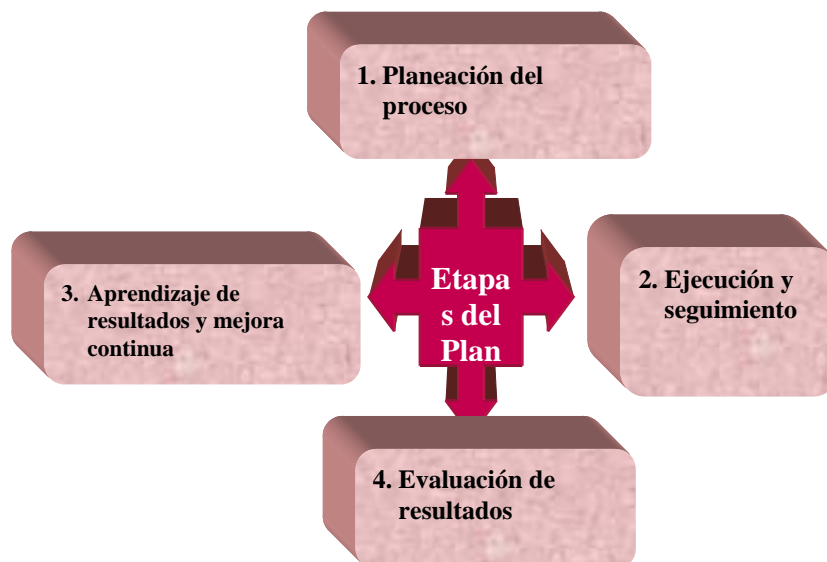 1. Planeación del
proceso
2. Ejecución y
seguimiento
3. Aprendizaje de
resultados y mejora
continua
Etapa
s del
Plan
4. Evaluación de
resultados